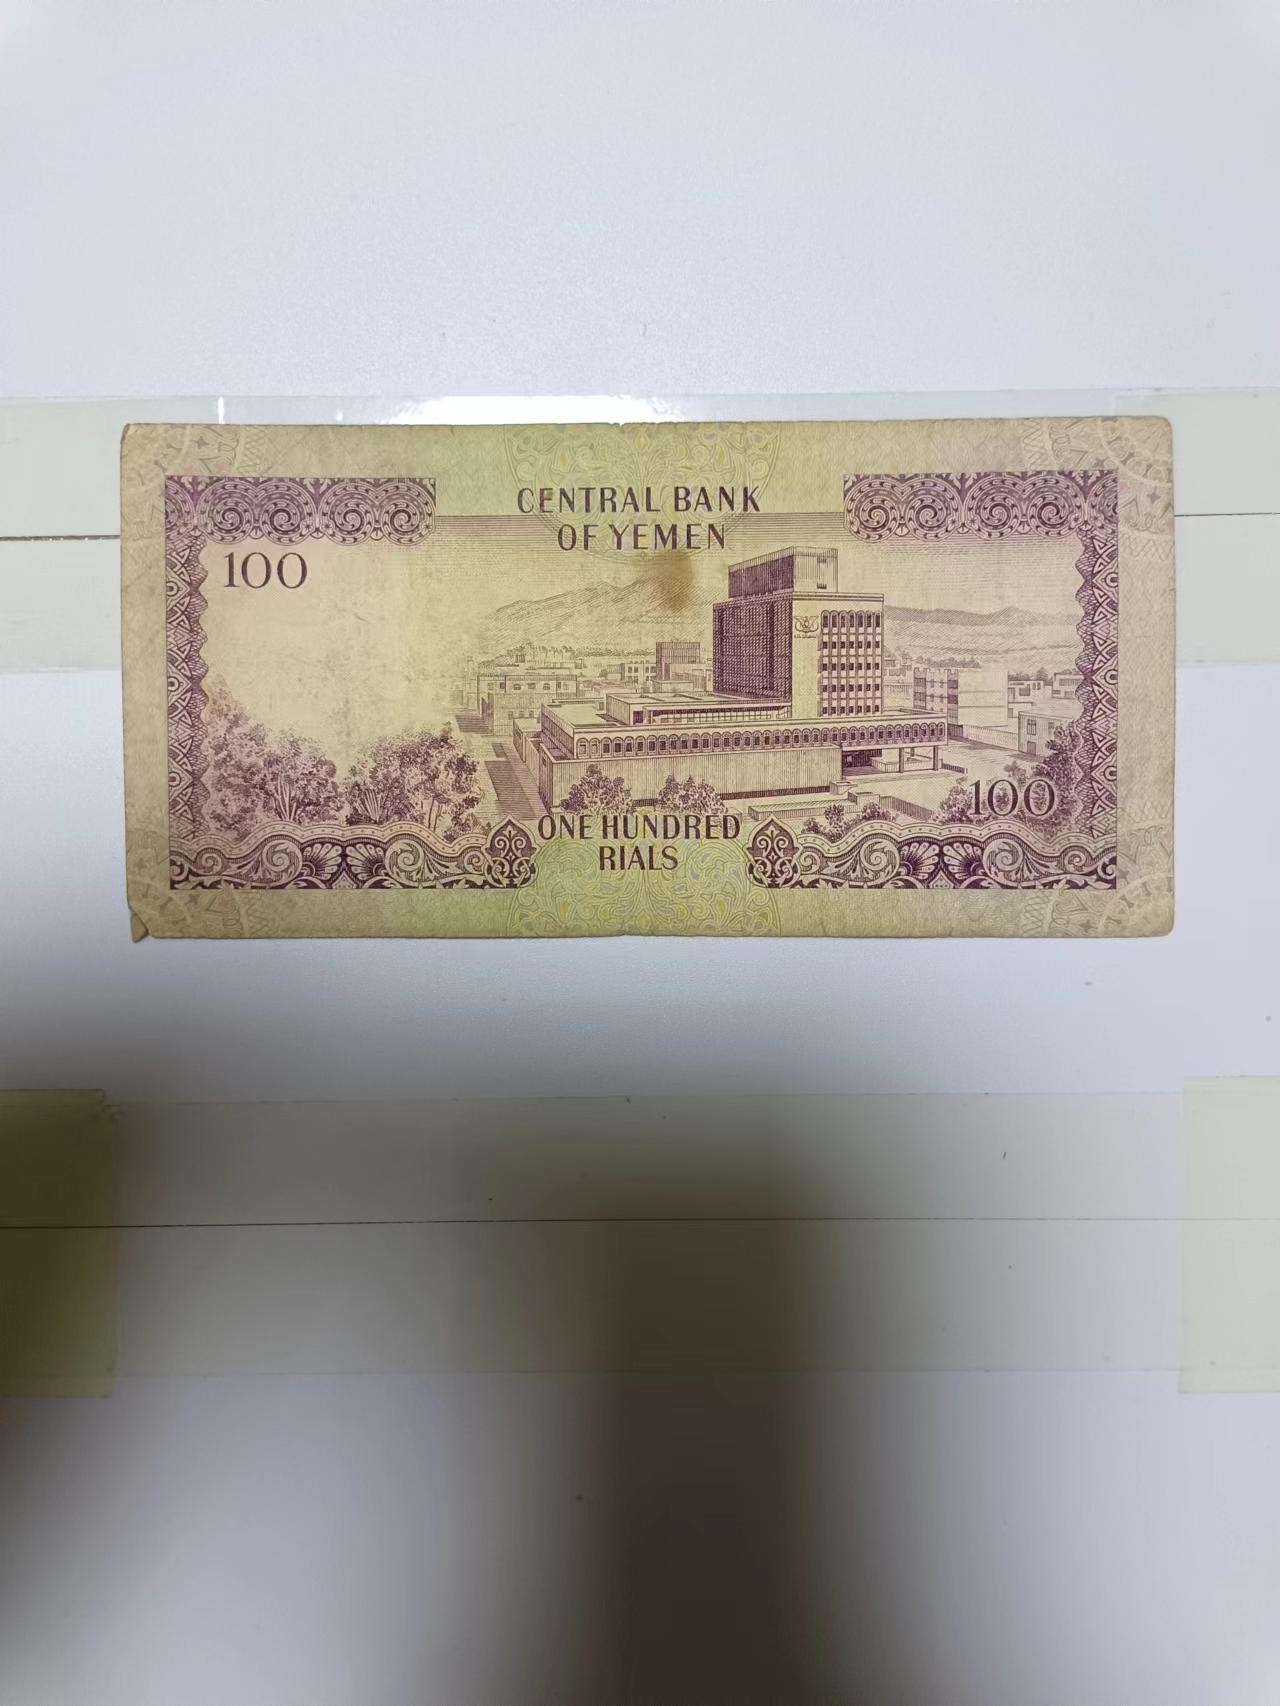 CENTRAL BANK
OF YEMEN
100
100
ONE HUNDRED
RIALS